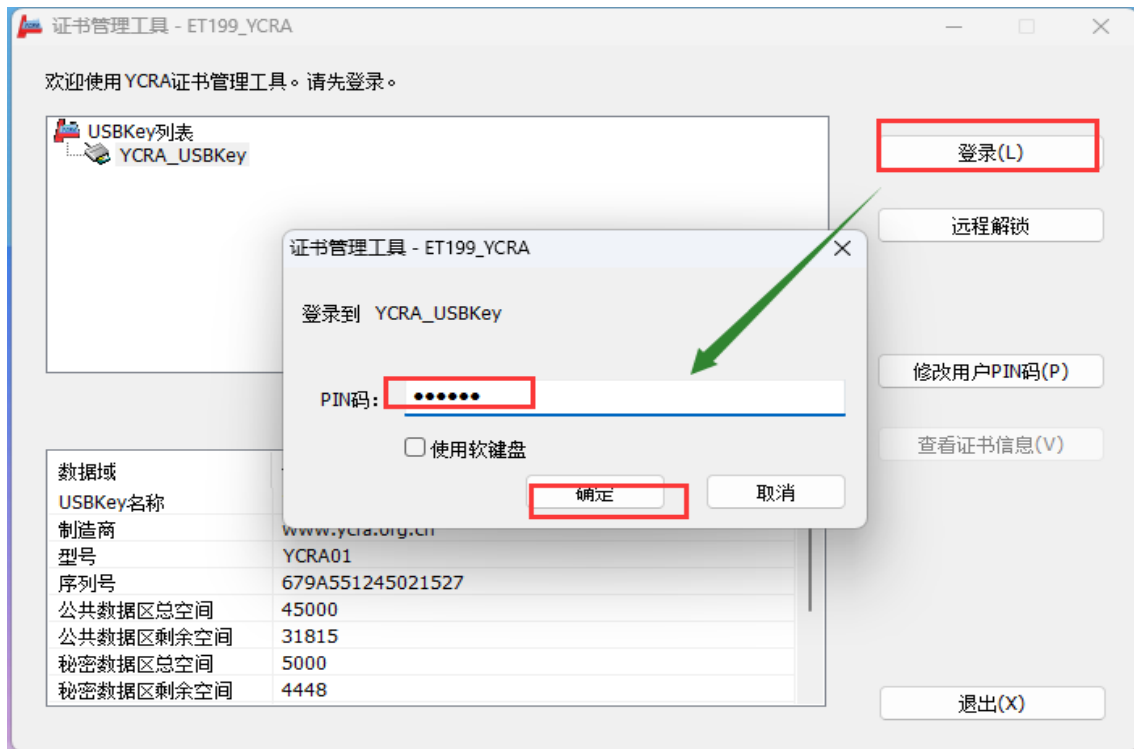 证书管理工具 - ET199_YCRA
欢迎使用YCRA证书管理工具。请先登录。
USBKey列表
YCRA_USBKey
登录(L)
远程解锁
修改用户PIN码(P)
查看证书信息(V)
退出(X)
证书管理工具 - ET199_YCRA
登录到 YCRA_USBKey
PIN码: ●●●●●●
使用软键盘
确定 取消
数据域
USBKey名称
制造商 www.ycra.org.cn
型号 YCRA01
序列号 679A551245021527
公共数据区总空间 45000
公共数据区剩余空间 31815
秘密数据区总空间 5000
秘密数据区剩余空间 4448